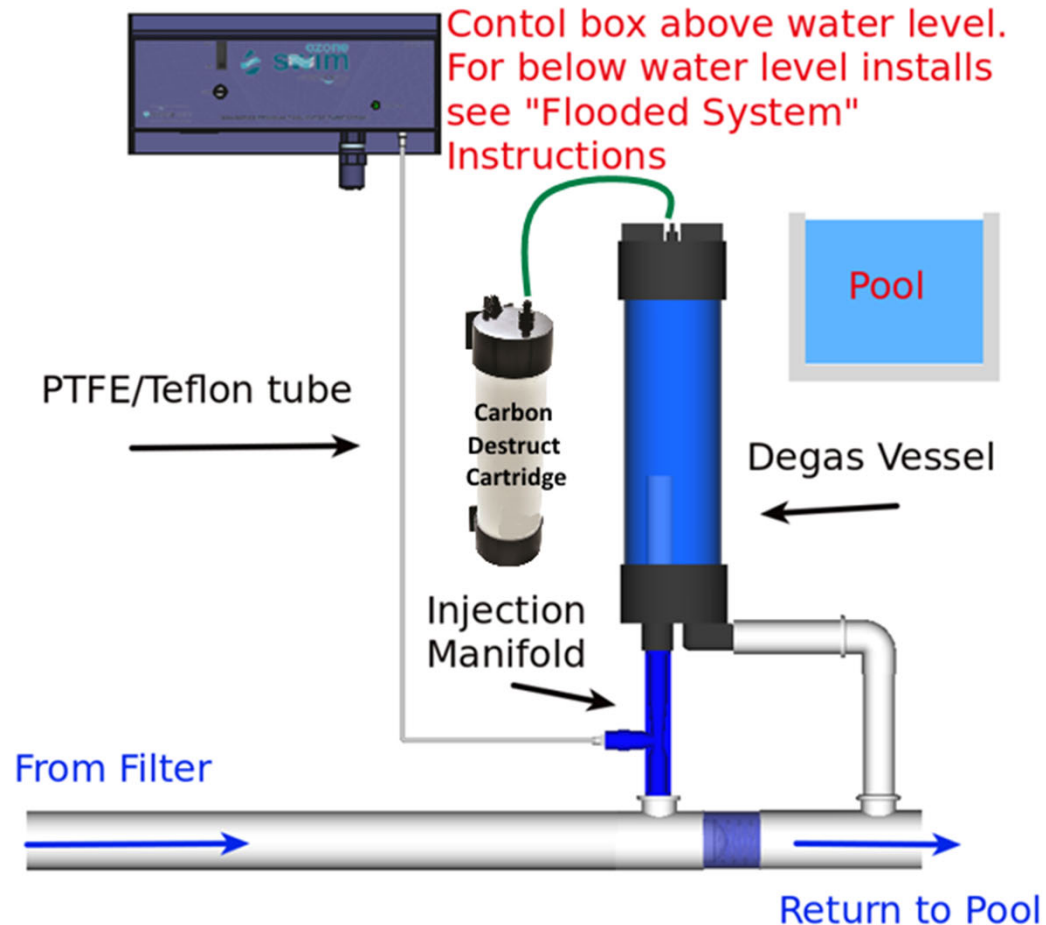 Contol box above water level.
For below water level installs
see "Flooded System"
Instructions
ozone
swim
Pool
PTFE/Teflon tube
Carbon
Destruct
Cartridge
Degas Vessel
Injection
Manifold
From Filter
Return to Pool